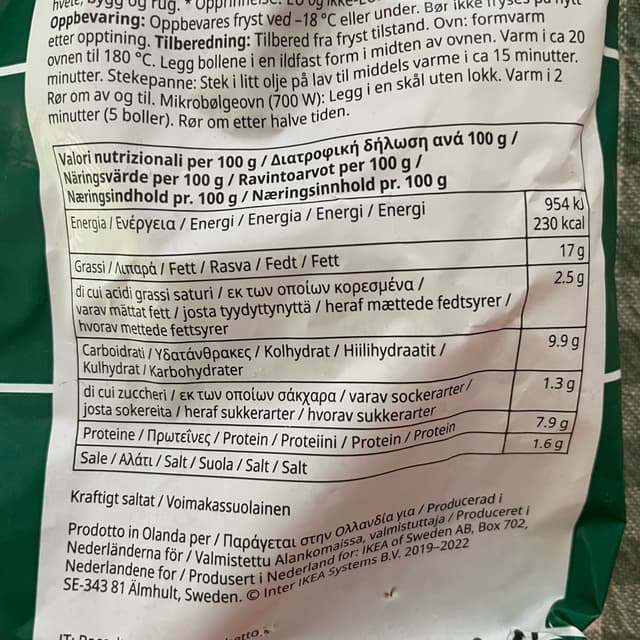 hvete, bygg og rug.
Oppbevaring: Oppbevares fryst ved –18 °C eller under. Bør ikke
etter opptining. Tilberedning: Tilbered fra fryst tilstand. Ovn: formvarm
ovnen til 180 °C. Legg bollene i en ildfast form i midten av ovnen. Varm i ca 20
minutter. Stekepanne: Stek i litt olje på lav til middels varme i ca 15 minutter.
Rør om av og til. Mikrobølgeovn (700 W): Legg i en skål uten lokk. Varm i 2
minutter (5 boller). Rør om etter halve tiden.
Valori nutrizionali per 100 g / Διατροφική δήλωση ανά 100 g /
Näringsvärde per 100 g / Ravintoarvot per 100 g /
Næringsindhold pr. 100 g / Næringsinnhold pr. 100 g
Energia / Ενέργεια / Energi / Energia / Energi / Energi
954 kJ
230 kcal
Grassi / Λιπαρά / Fett / Rasva / Fedt / Fett
17 g
di cui acidi grassi saturi / εκ των οποίων κορεσμένα /
varav mättat fett / josta tyydyttynyttä / heraf mættede fedtsyrer /
hvorav mettede fettsyrer
2.5 g
Carboidrati / Υδατάνθρακες / Kolhydrat / Hiilihydraatit /
Kulhydrat / Karbohydrater
9.9 g
di cui zuccheri / εκ των οποίων σάκχαρα / varav sockerarter /
josta sokereita / heraf sukkerarter / hvorav sukkerarter
1.3 g
Proteine / Πρωτεΐνες / Protein / Proteiini / Protein / Protein
7.9 g
Sale / Αλάτι / Salt / Suola / Salt / Salt
1.6 g
Kraftigt saltat / Voimakassuolainen
Prodotto in Olanda per / Παράγεται στην Ολλανδία για / Producerad i
Nederländerna för / Valmistettu Alankomaissa, valmistuttaja / Produceret i
Nederlandene for / Produsert i Nederland for: IKEA of Sweden AB, Box 702,
SE-343 81 Älmhult, Sweden. © Inter IKEA Systems B.V. 2019–2022
IT: